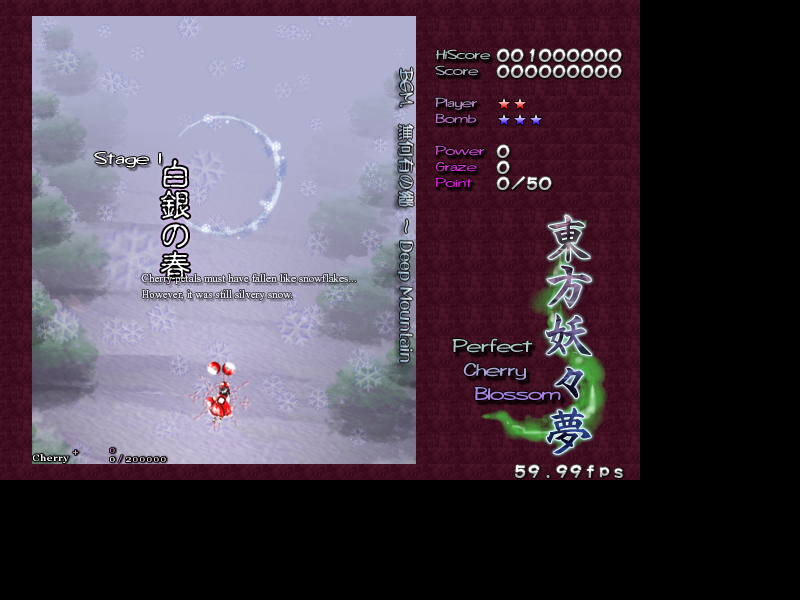 Stage 1
白銀の春
Cherry petals must have fallen like snowflakes...
However, it was still silvery snow.
BGM. 無何有の郷 ～ Deep Mountain
Cherry + 0
0/200000
HiScore 001000000
Score 000000000
Player ★★
Bomb ★★★
Power 0
Graze 0
Point 0/50
東方妖々夢
Perfect
Cherry
Blossom
59.99fps